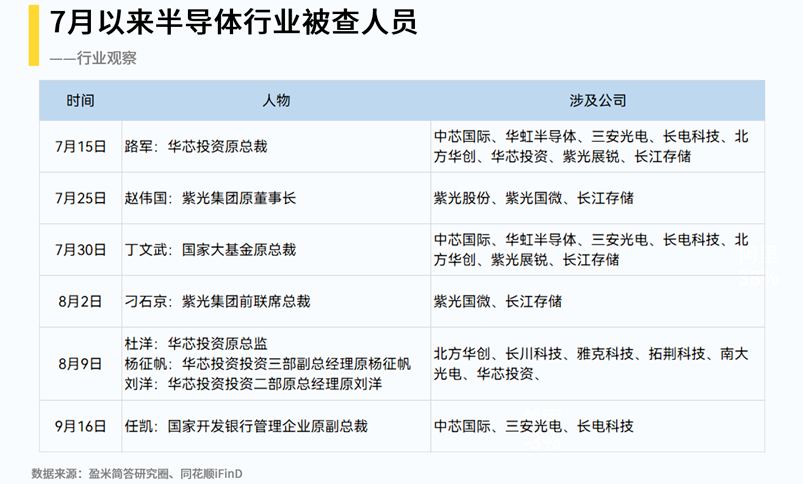 7月以来半导体行业被查人员
——行业观察
时间 人物 涉及公司
7月15日 路军：华芯投资原总裁 中芯国际、华虹半导体、三安光电、长电科技、北
方华创、华芯投资、紫光展锐、长江存储
7月25日 赵伟国：紫光集团原董事长 紫光股份、紫光国微、长江存储
7月30日 丁文武：国家大基金原总裁 中芯国际、华虹半导体、三安光电、长电科技、北
方华创、紫光展锐、长江存储
8月2日 刁石京：紫光集团前联席总裁 紫光国微、长江存储
8月9日 杜洋：华芯投资原总监
杨征帆：华芯投资投资三部副总经理原杨征帆
刘洋：华芯投资投资二部原总经理原刘洋
北方华创、长川科技、雅克科技、拓荆科技、南大
光电、华芯投资、
9月16日 任凯：国家开发银行管理企业原副总裁 中芯国际、三安光电、长电科技
数据来源：盈米简答研究圈、同花顺iFinD